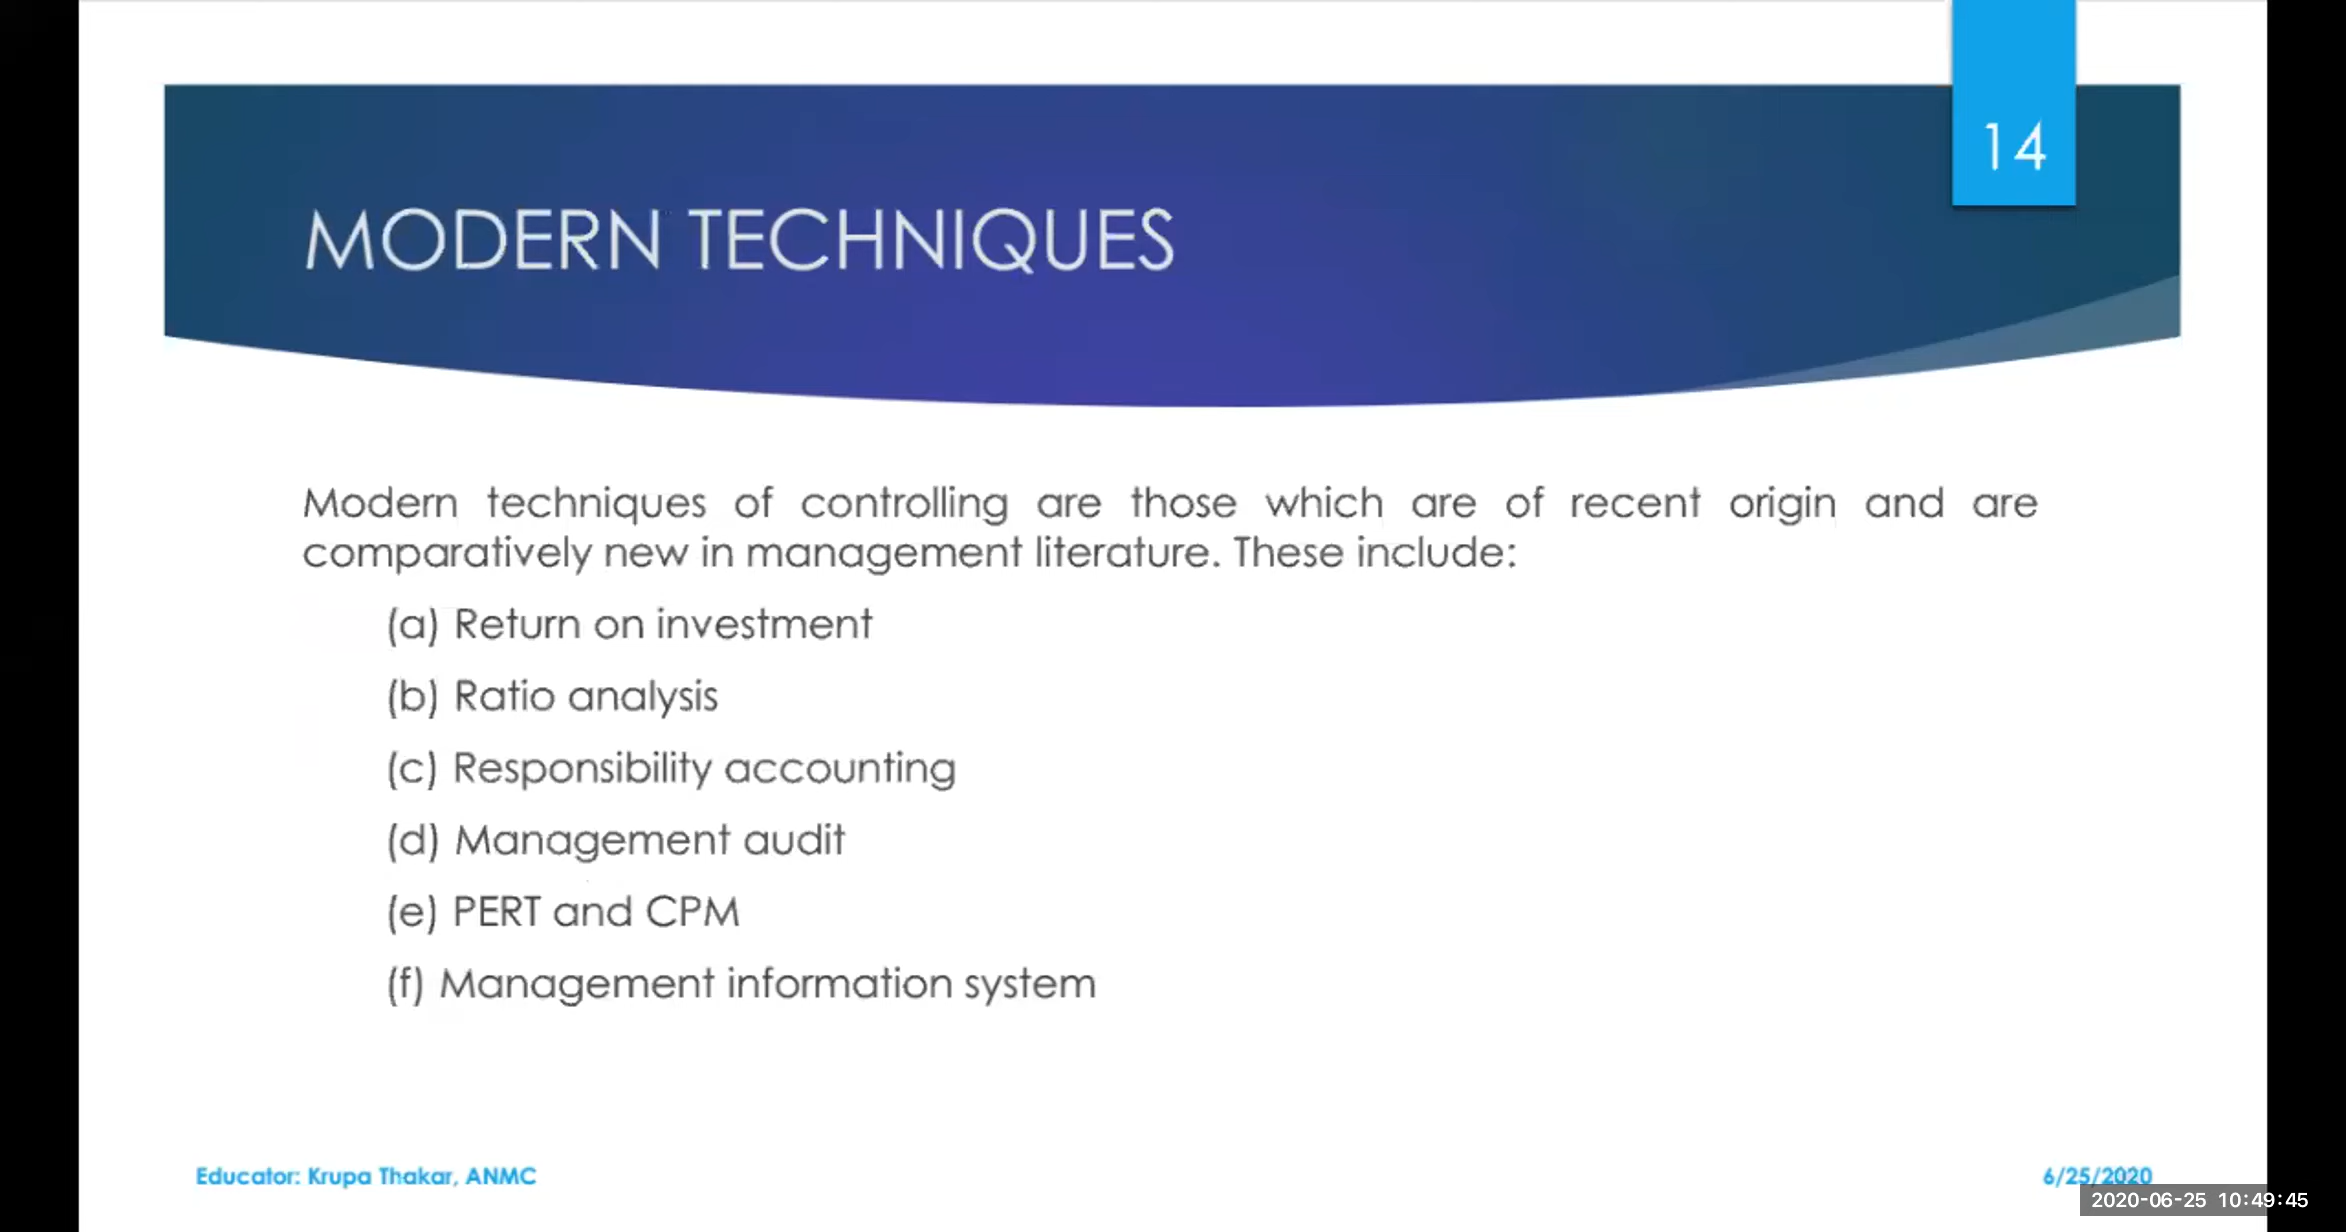 14
MODERN TECHNIQUES
Modern techniques of controlling are those which are of recent origin and are
comparatively new in management literature. These include:
(a) Return on investment
(b) Ratio analysis
(c) Responsibility accounting
(d) Management audit
(e) PERT and CPM
(f) Management information system
Educator: Krupa Thakar, ANMC
6/25/2020
2020-06-25 10:49:45